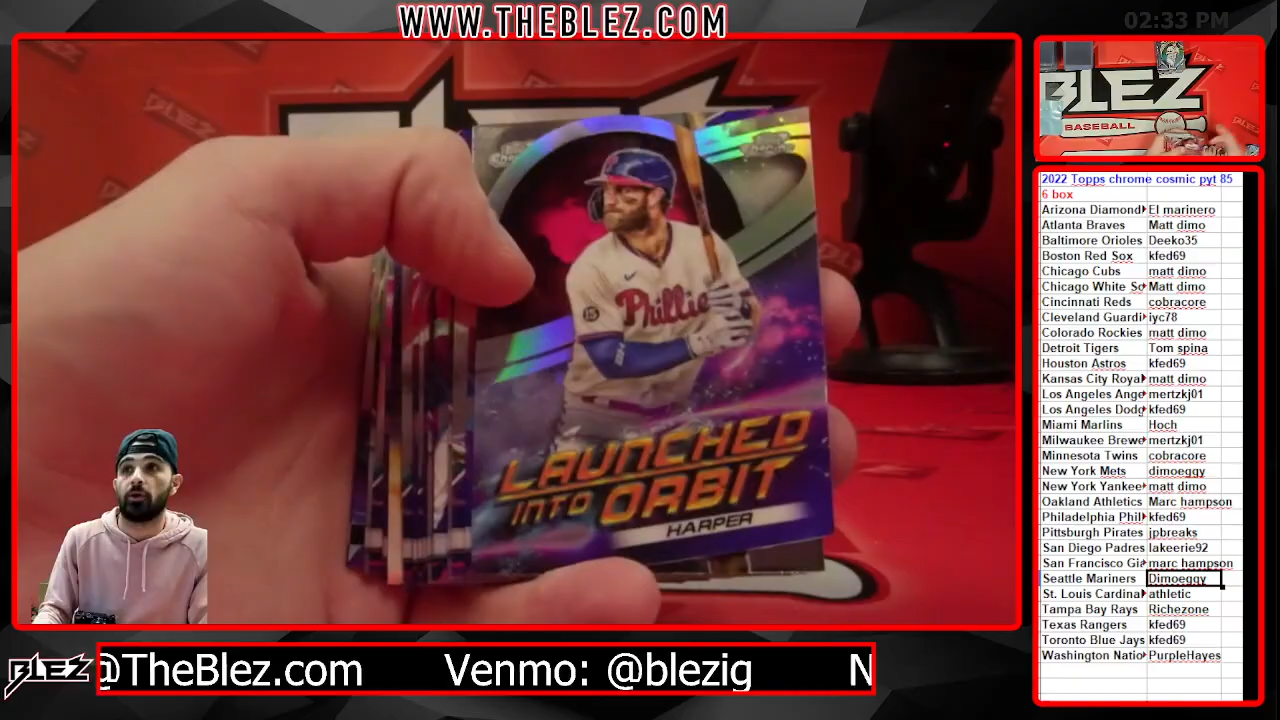 WWW.THEBLEZ.COM
02:33 PM
Phillies
15
LAUNCHED
INTO ORBIT
HARPER
BLEZ
BASEBALL
2022 Topps chrome cosmic pyt 85
6 box
Arizona Diamond El marinero
Atlanta Braves Matt dimo
Baltimore Orioles Deeko35
Boston Red Sox kfed69
Chicago Cubs matt dimo
Chicago White So Matt dimo
Cincinnati Reds cobracore
Cleveland Guardi iyc78
Colorado Rockies matt dimo
Detroit Tigers Tom spina
Houston Astros kfed69
Kansas City Roya matt dimo
Los Angeles Ange mertzkj01
Los Angeles Dodg kfed69
Miami Marlins Hoch
Milwaukee Brewe mertzkj01
Minnesota Twins cobracore
New York Mets dimoeggy
New York Yankee matt dimo
Oakland Athletics Marc hampson
Philadelphia Phil kfed69
Pittsburgh Pirates jpbreaks
San Diego Padres lakeerie92
San Francisco Gia marc hampson
Seattle Mariners Dimoeggy
St. Louis Cardina athletic
Tampa Bay Rays Richezone
Texas Rangers kfed69
Toronto Blue Jays kfed69
Washington Natio PurpleHayes
BLEZ
@TheBlez.com Venmo: @blezig N